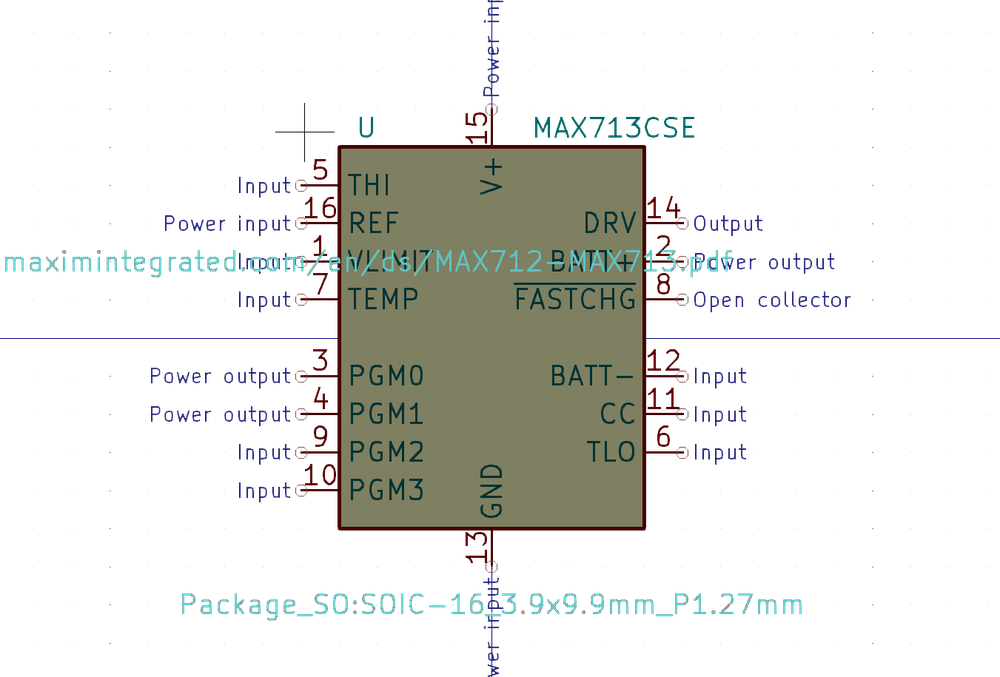 Power inp
15
U
MAX713CSE
V+
Input 5 THI
Power input 16 REF
DRV 14 Output
Input 1 VLIMIT
BATT+ 2 Power output
maximintegrated.com/en/ds/MAX712-MAX713.pdf
Input 7 TEMP
FASTCHG 8 Open collector
Power output 3 PGM0
BATT- 12 Input
Power output 4 PGM1
CC 11 Input
Input 9 PGM2
TLO 6 Input
Input 10 PGM3
GND
13
wer input
Package_SO:SOIC-16_3.9x9.9mm_P1.27mm